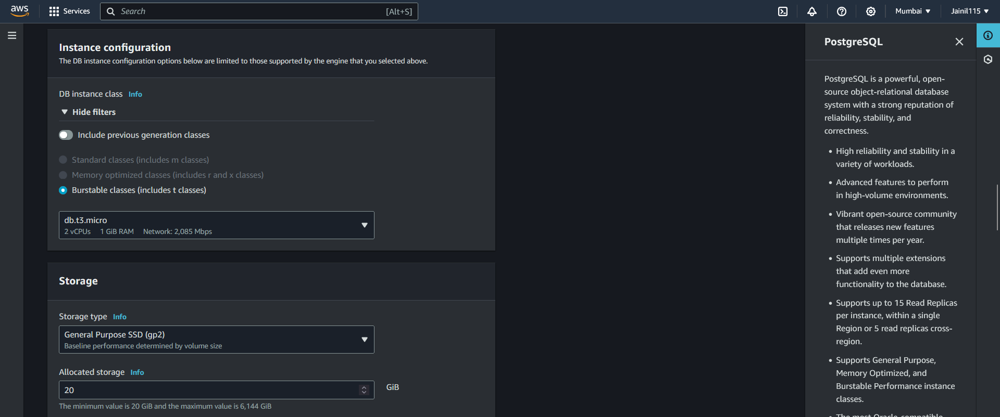 aws
Services
Search
[Alt+S]
Mumbai
Jainil115
Instance configuration
The DB instance configuration options below are limited to those supported by the engine that you selected above.
DB instance class Info
Hide filters
Include previous generation classes
Standard classes (includes m classes)
Memory optimized classes (includes r and x classes)
Burstable classes (includes t classes)
db.t3.micro
2 vCPUs 1 GiB RAM Network: 2,085 Mbps
Storage
Storage type Info
General Purpose SSD (gp2)
Baseline performance determined by volume size
Allocated storage Info
20
GiB
The minimum value is 20 GiB and the maximum value is 6,144 GiB
PostgreSQL
PostgreSQL is a powerful, open-
source object-relational database
system with a strong reputation of
reliability, stability, and
correctness.
• High reliability and stability in a
variety of workloads.
• Advanced features to perform
in high-volume environments.
• Vibrant open-source community
that releases new features
multiple times per year.
• Supports multiple extensions
that add even more
functionality to the database.
• Supports up to 15 Read Replicas
per instance, within a single
Region or 5 read replicas cross-
region.
• Supports General Purpose,
Memory Optimized, and
Burstable Performance instance
classes.
• The most Oracle-compatible